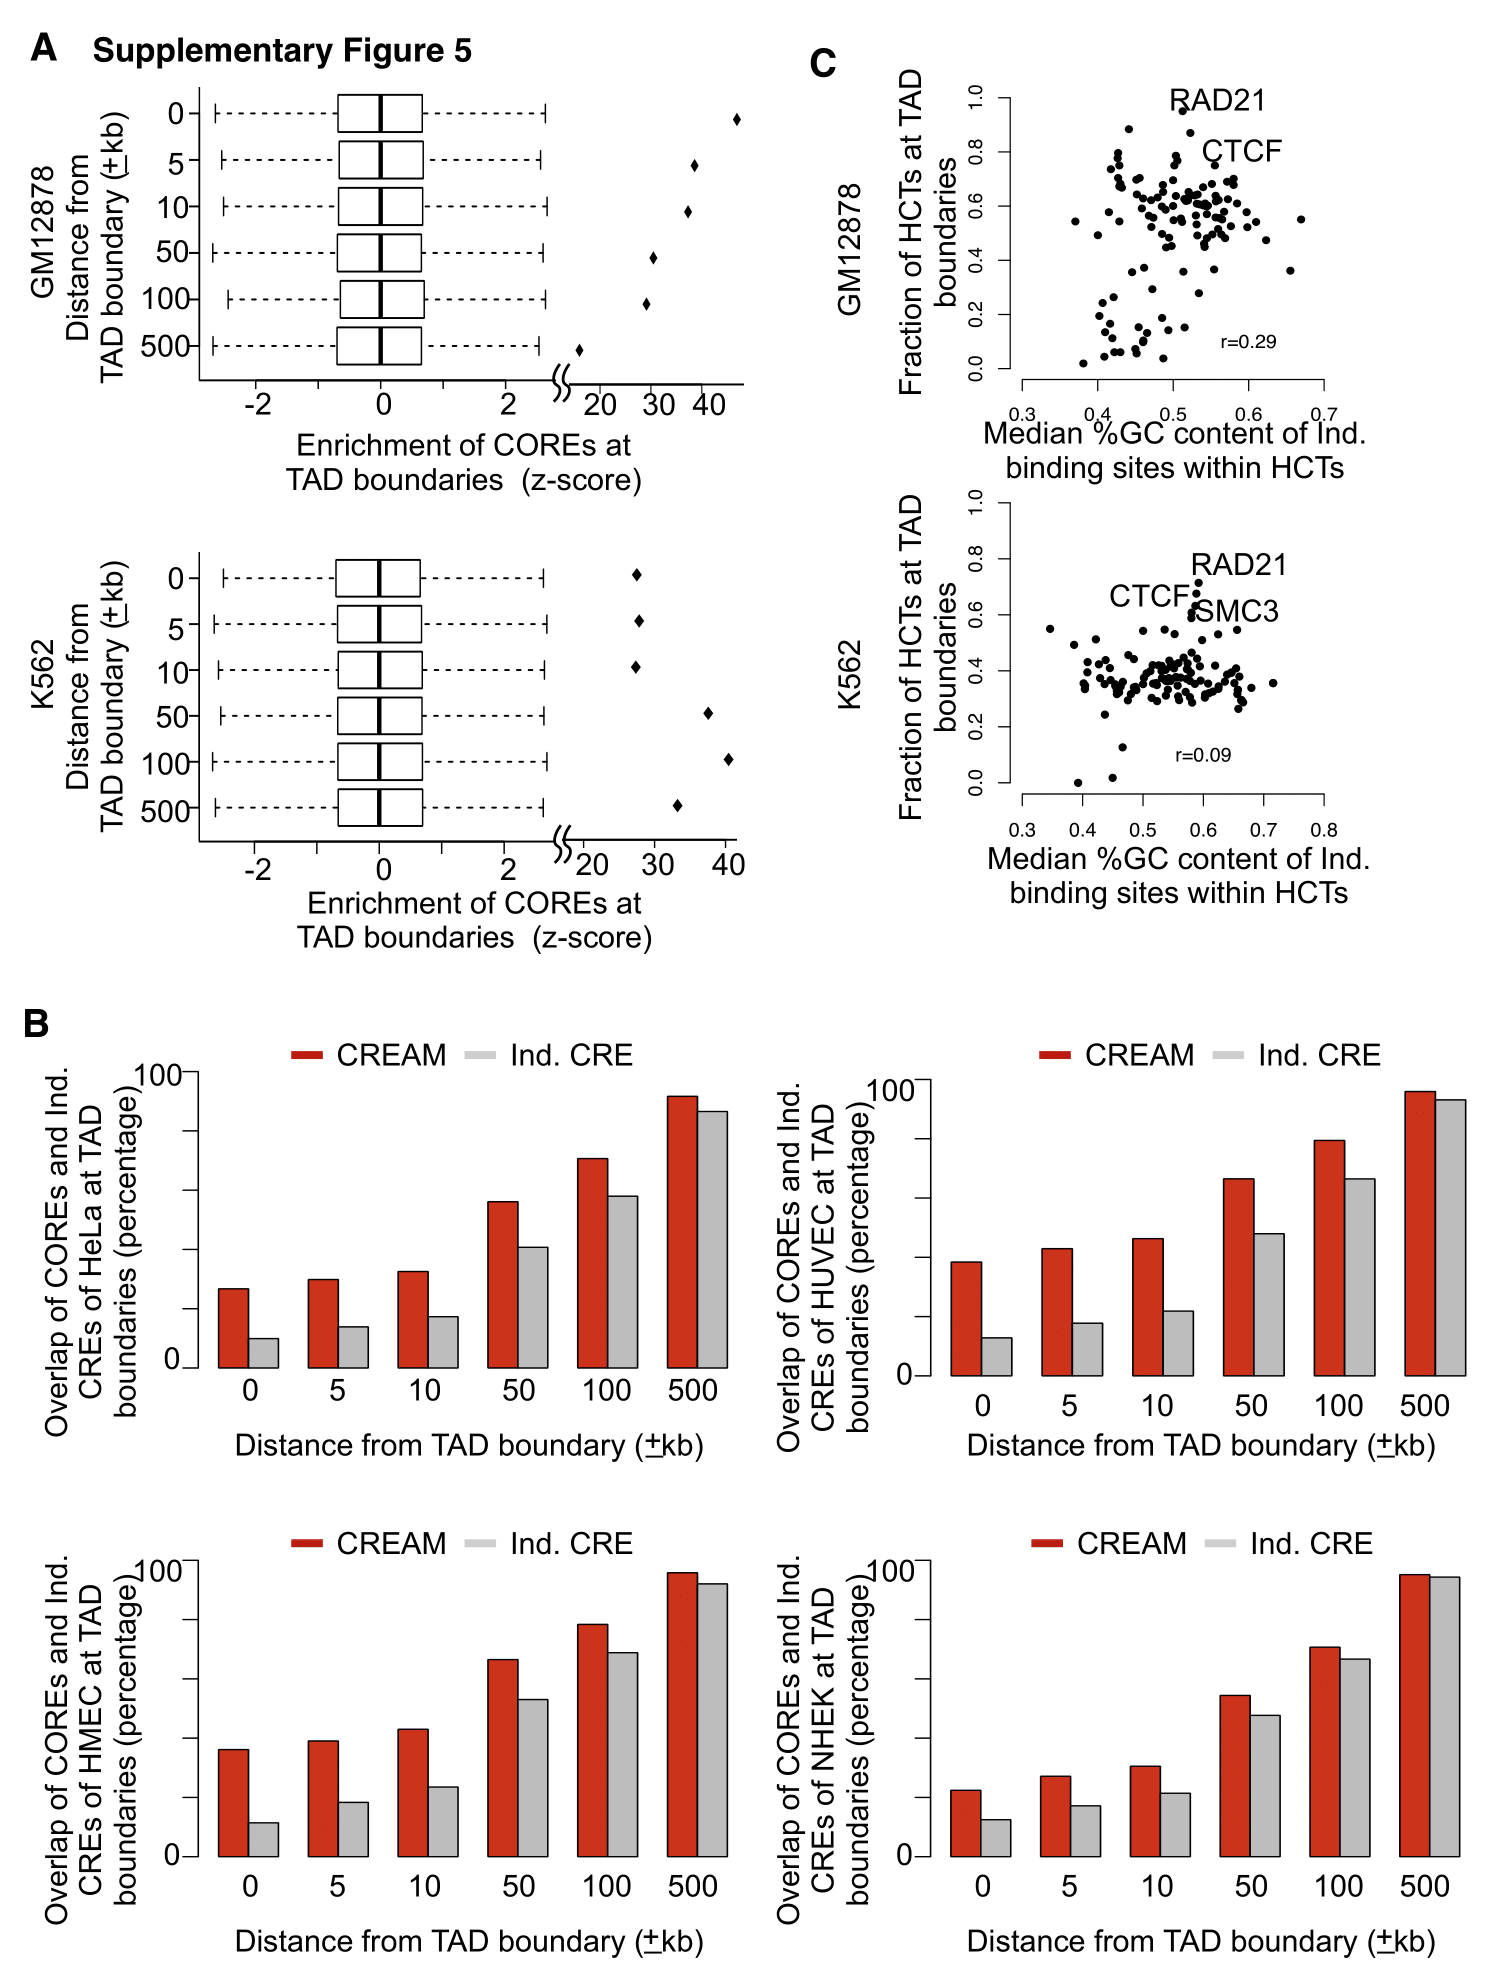 A Supplementary Figure 5
GM12878
Distance from
TAD boundary (±kb)
0
5
10
50
100
500
-2 0 2 20 30 40
Enrichment of COREs at
TAD boundaries (z-score)
K562
Distance from
TAD boundary (±kb)
0
5
10
50
100
500
-2 0 2 20 30 40
Enrichment of COREs at
TAD boundaries (z-score)
C
GM12878
Fraction of HCTs at TAD
boundaries
1.0
0.8
0.6
0.4
0.2
0.0
RAD21
CTCF
r=0.29
0.3 0.4 0.5 0.6 0.7
Median %GC content of Ind.
binding sites within HCTs
K562
Fraction of HCTs at TAD
boundaries
1.0
0.8
0.6
0.4
0.2
0.0
RAD21
CTCF SMC3
r=0.09
0.3 0.4 0.5 0.6 0.7 0.8
Median %GC content of Ind.
binding sites within HCTs
B
CREAM Ind. CRE
Overlap of COREs and Ind.
CREs of HeLa at TAD
boundaries (percentage)
100
0
0 5 10 50 100 500
Distance from TAD boundary (±kb)
CREAM Ind. CRE
Overlap of COREs and Ind.
CREs of HUVEC at TAD
boundaries (percentage)
100
0
0 5 10 50 100 500
Distance from TAD boundary (±kb)
CREAM Ind. CRE
Overlap of COREs and Ind.
CREs of HMEC at TAD
boundaries (percentage)
100
0
0 5 10 50 100 500
Distance from TAD boundary (±kb)
CREAM Ind. CRE
Overlap of COREs and Ind.
CREs of NHEK at TAD
boundaries (percentage)
100
0
0 5 10 50 100 500
Distance from TAD boundary (±kb)